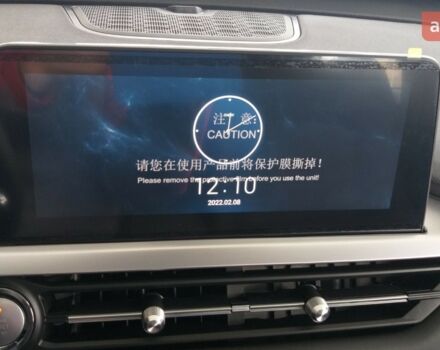 注 意:
CAUTION
请您在使用产品前将保护膜撕掉！
Please remove the protective film before you use the unit!
12:10
2022.02.08